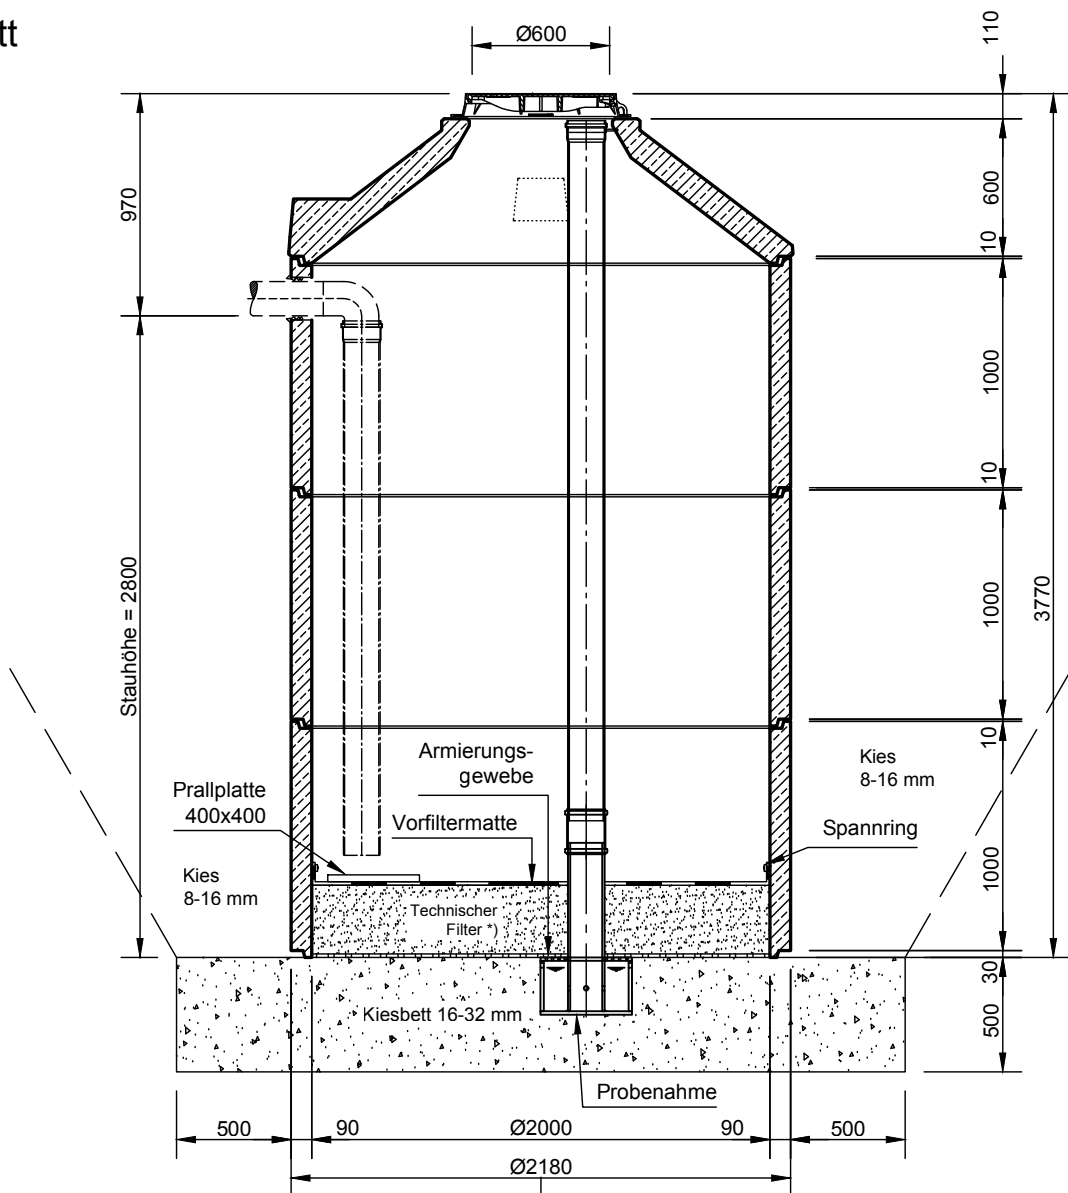 tt
Ø600
110
970
600
10
1000
10
Stauhöhe = 2800
1000
3770
10
Armierungs-
gewebe
Kies
8-16 mm
Prallplatte
400x400
Vorfiltermatte
Spannring
1000
Kies
8-16 mm
Technischer
Filter *)
30
Kiesbett 16-32 mm
500
Probenahme
500
90
Ø2000
90
500
Ø2180